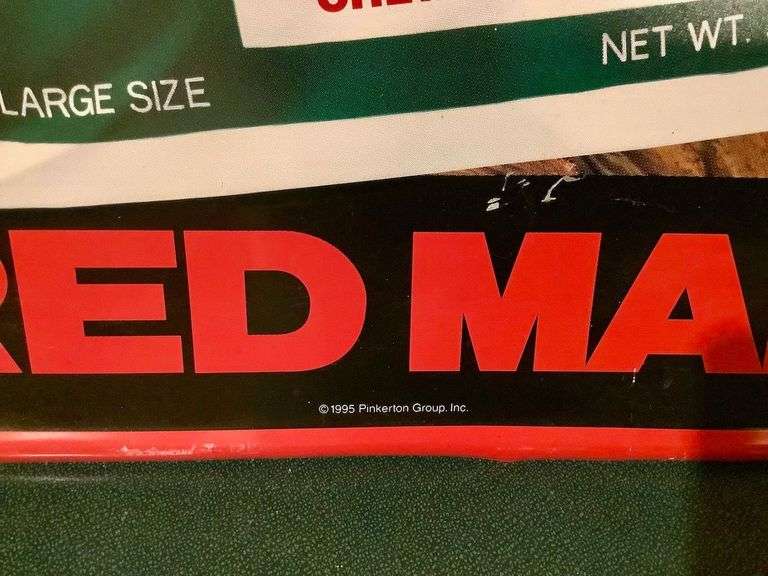 NET WT.
LARGE SIZE
RED MA
©1995 Pinkerton Group, Inc.